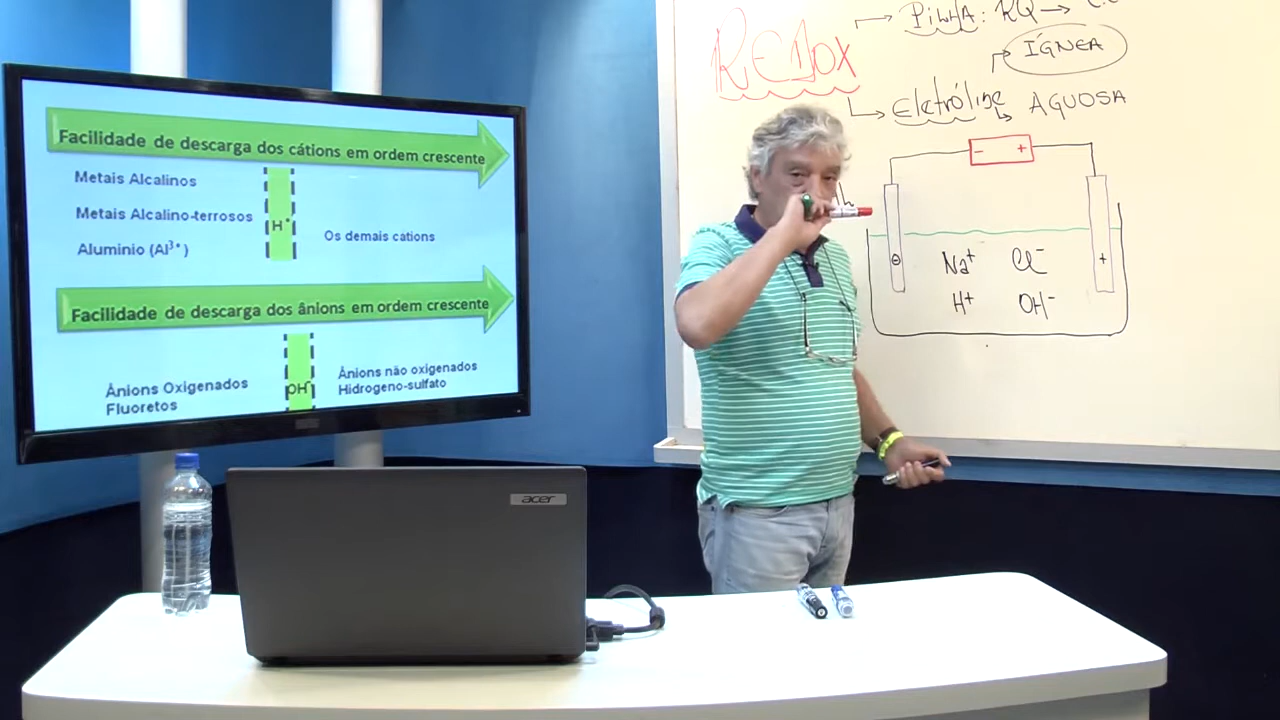 Facilidade de descarga dos cátions em ordem crescente
Metais Alcalinos
Metais Alcalino-terrosos
Aluminio (Al³⁺)
H⁺
Os demais cations
Facilidade de descarga dos ânions em ordem crescente
Ânions Oxigenados
Fluoretos
OH⁻
Ânions não oxigenados
Hidrogeno-sulfato
acer
REDOX
PilhA: RQ →
ÍGNEA
Eletrólise
AQUOSA
- +
⊖
+
Na⁺ Cl⁻
H⁺ OH⁻